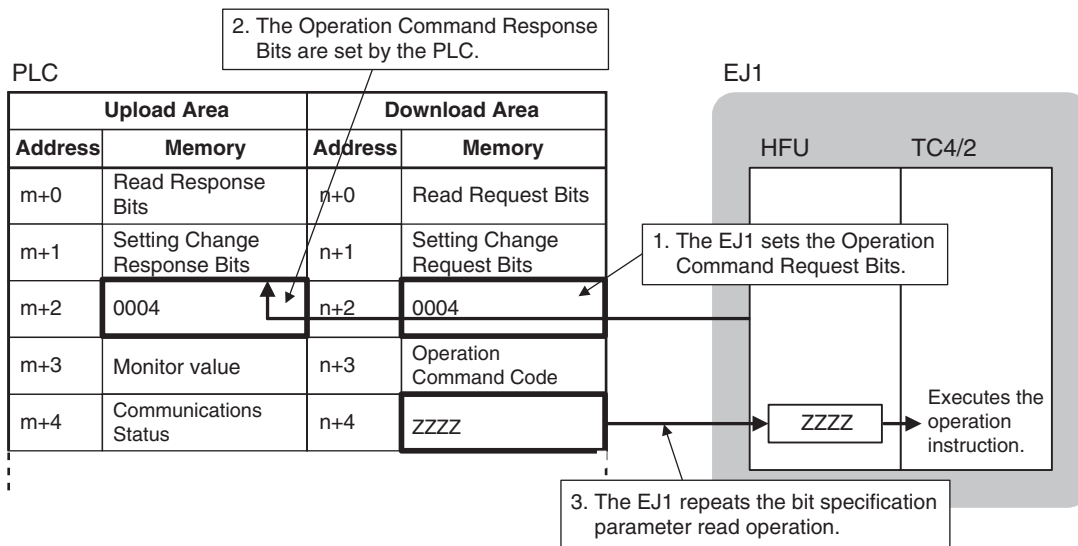 2. The Operation Command Response
Bits are set by the PLC.
PLC
EJ1
Upload Area
Download Area
Address
Memory
Address
Memory
HFU
TC4/2
m+0
Read Response
Bits
n+0
Read Request Bits
m+1
Setting Change
Response Bits
n+1
Setting Change
Request Bits
1. The EJ1 sets the Operation
Command Request Bits.
m+2
0004
n+2
0004
m+3
Monitor value
n+3
Operation
Command Code
m+4
Communications
Status
n+4
ZZZZ
ZZZZ
Executes the
operation
instruction.
3. The EJ1 repeats the bit specification
parameter read operation.